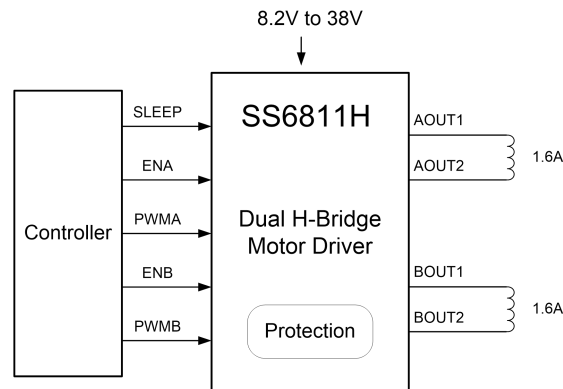 8.2V to 38V
SS6811H
Controller
SLEEP
ENA
PWMA
ENB
PWMB
Dual H-Bridge
Motor Driver
Protection
AOUT1
AOUT2
1.6A
BOUT1
BOUT2
1.6A